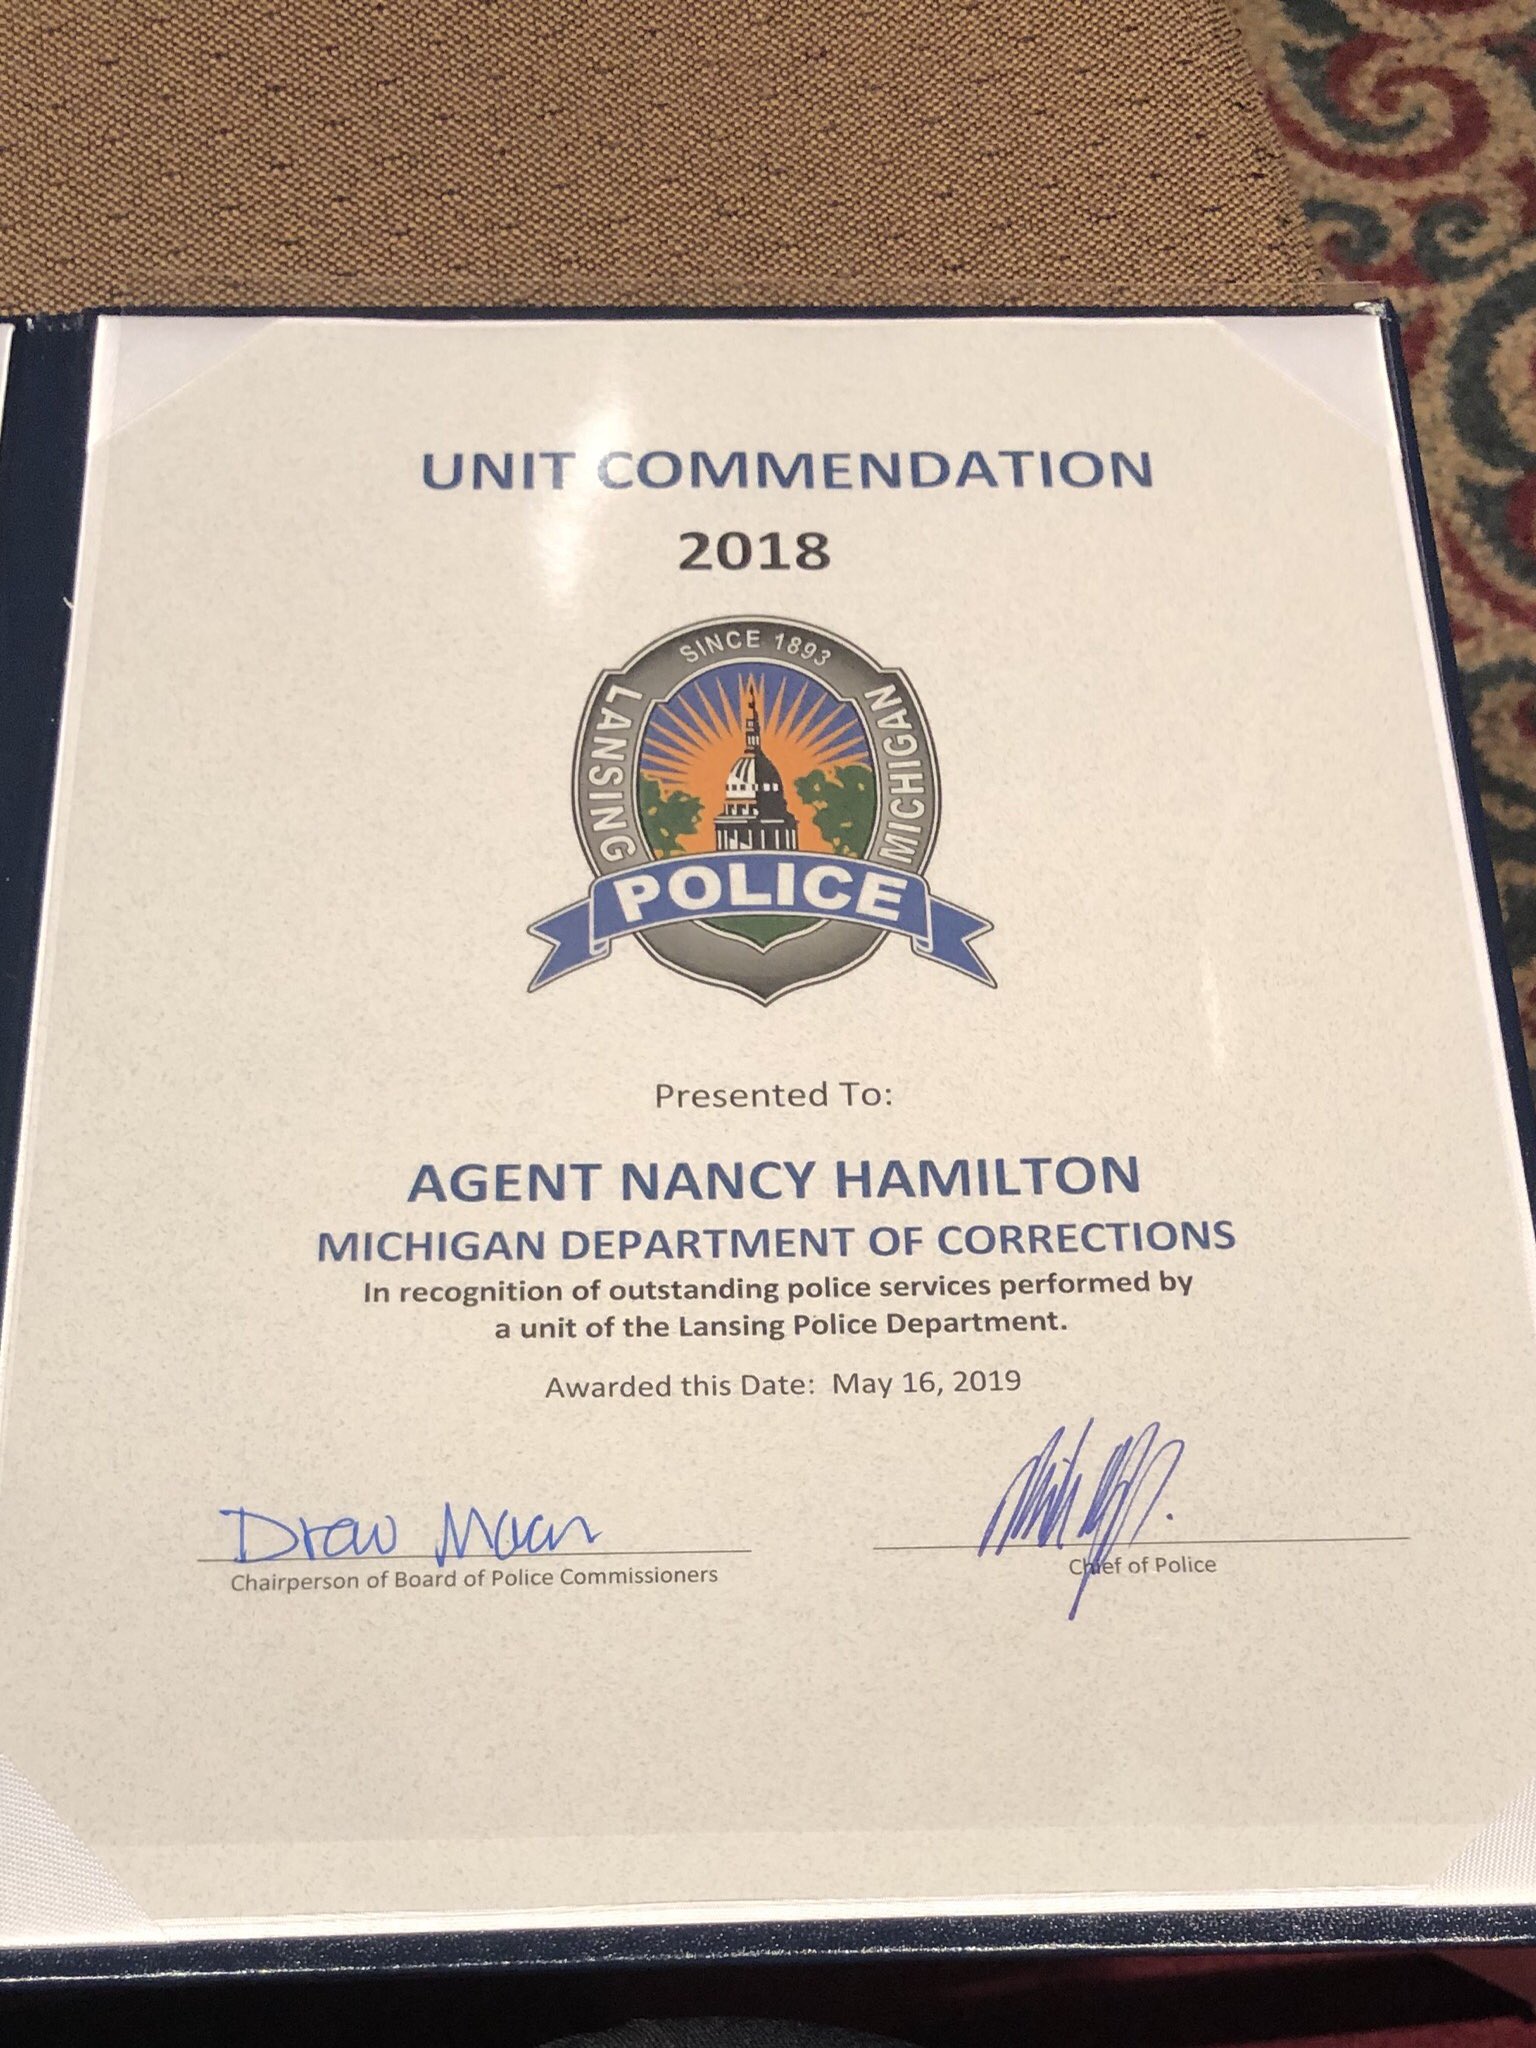 UNIT COMMENDATION
2018
SINCE 1893
LANSING
MICHIGAN
POLICE
Presented To:
AGENT NANCY HAMILTON
MICHIGAN DEPARTMENT OF CORRECTIONS
In recognition of outstanding police services performed by
a unit of the Lansing Police Department.
Awarded this Date: May 16, 2019
Drew Macon
Chairperson of Board of Police Commissioners
Chief of Police